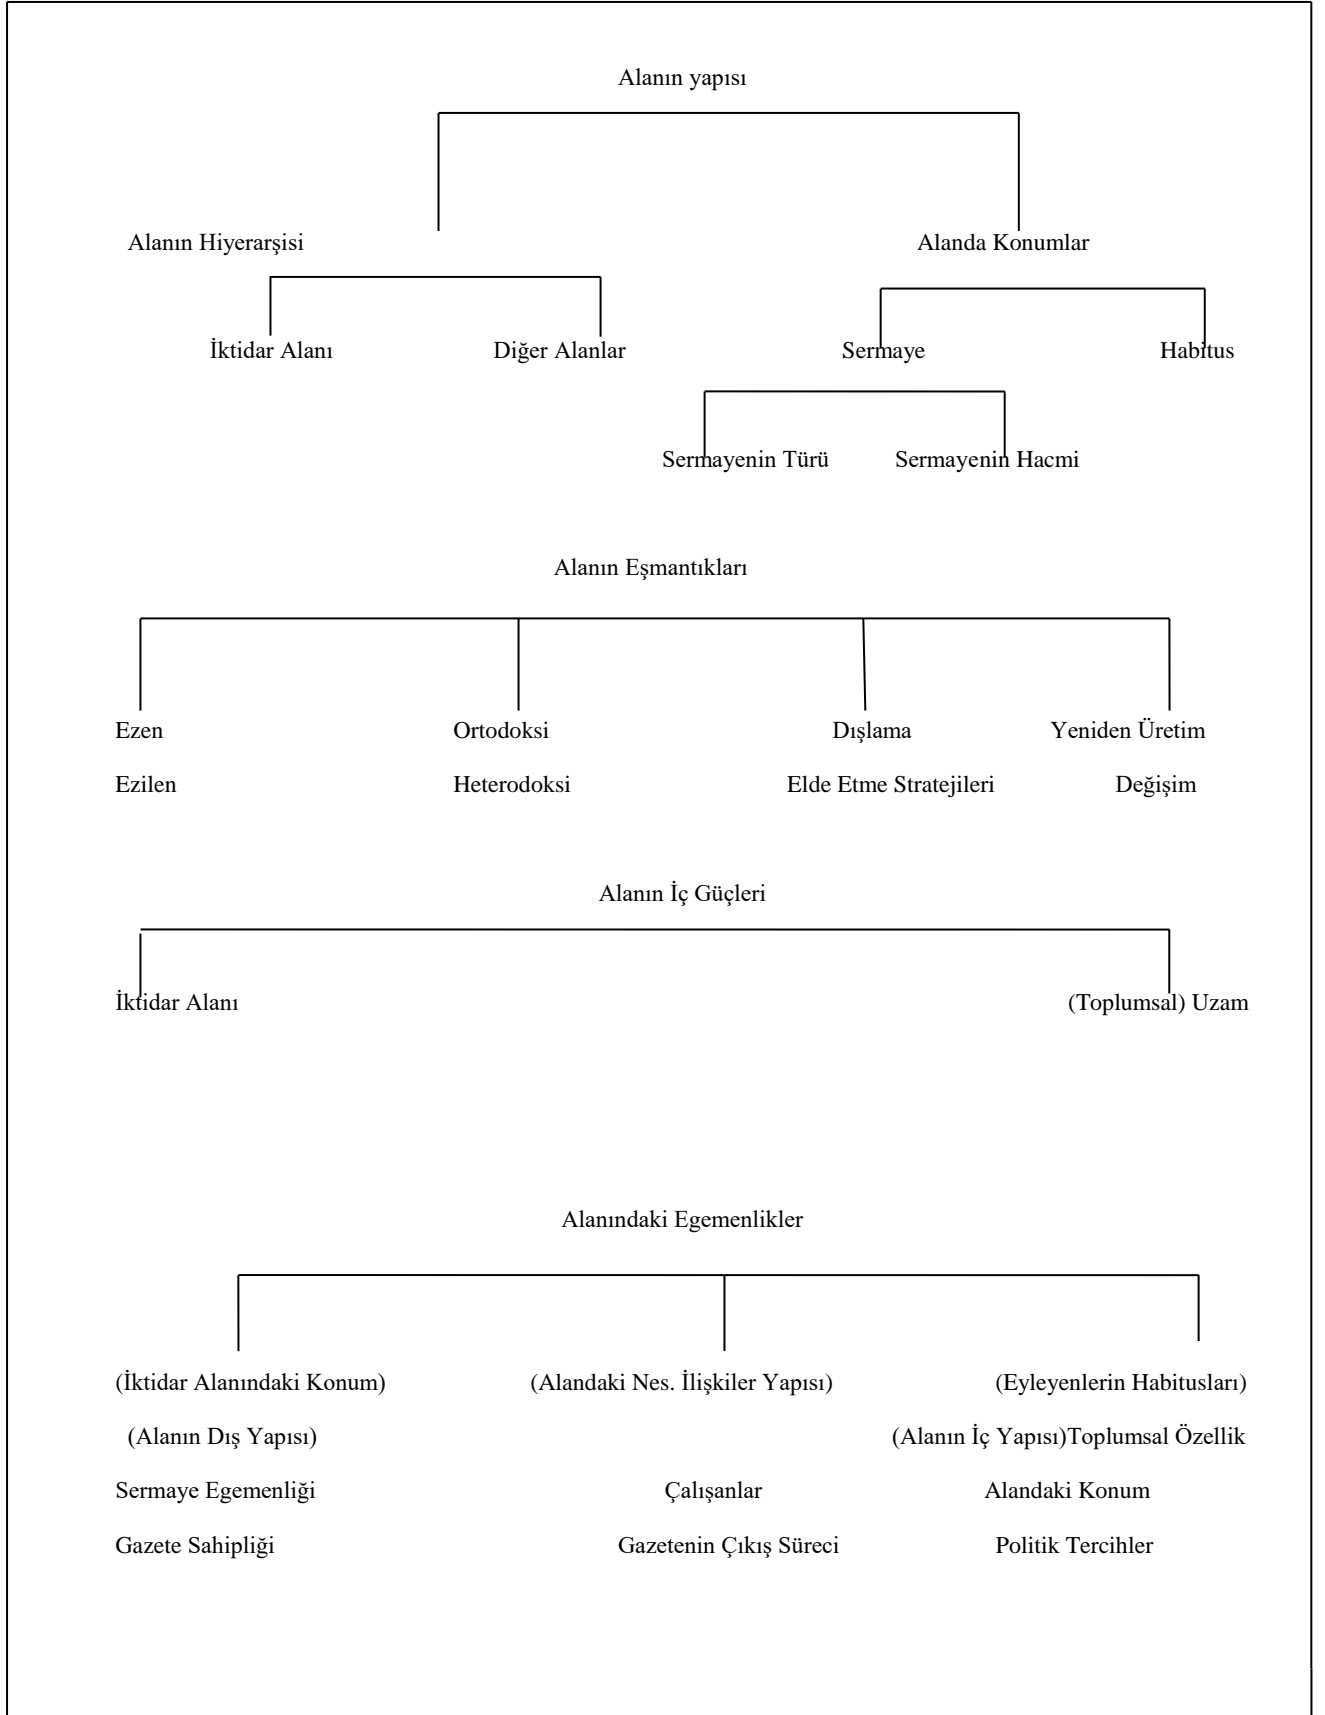 Alanın yapısı
Alanın Hiyerarşisi Alanda Konumlar
İktidar Alanı Diğer Alanlar Sermaye Habitus
Sermayenin Türü Sermayenin Hacmi
Alanın Eşmantıkları
Ezen Ortodoksi Dışlama Yeniden Üretim
Ezilen Heterodoksi Elde Etme Stratejileri Değişim
Alanın İç Güçleri
İktidar Alanı (Toplumsal) Uzam
Alanındaki Egemenlikler
(İktidar Alanındaki Konum) (Alandaki Nes. İlişkiler Yapısı) (Eyleyenlerin Habitusları)
(Alanın Dış Yapısı) (Alanın İç Yapısı)Toplumsal Özellik
Sermaye Egemenliği Çalışanlar Alandaki Konum
Gazete Sahipliği Gazetenin Çıkış Süreci Politik Tercihler